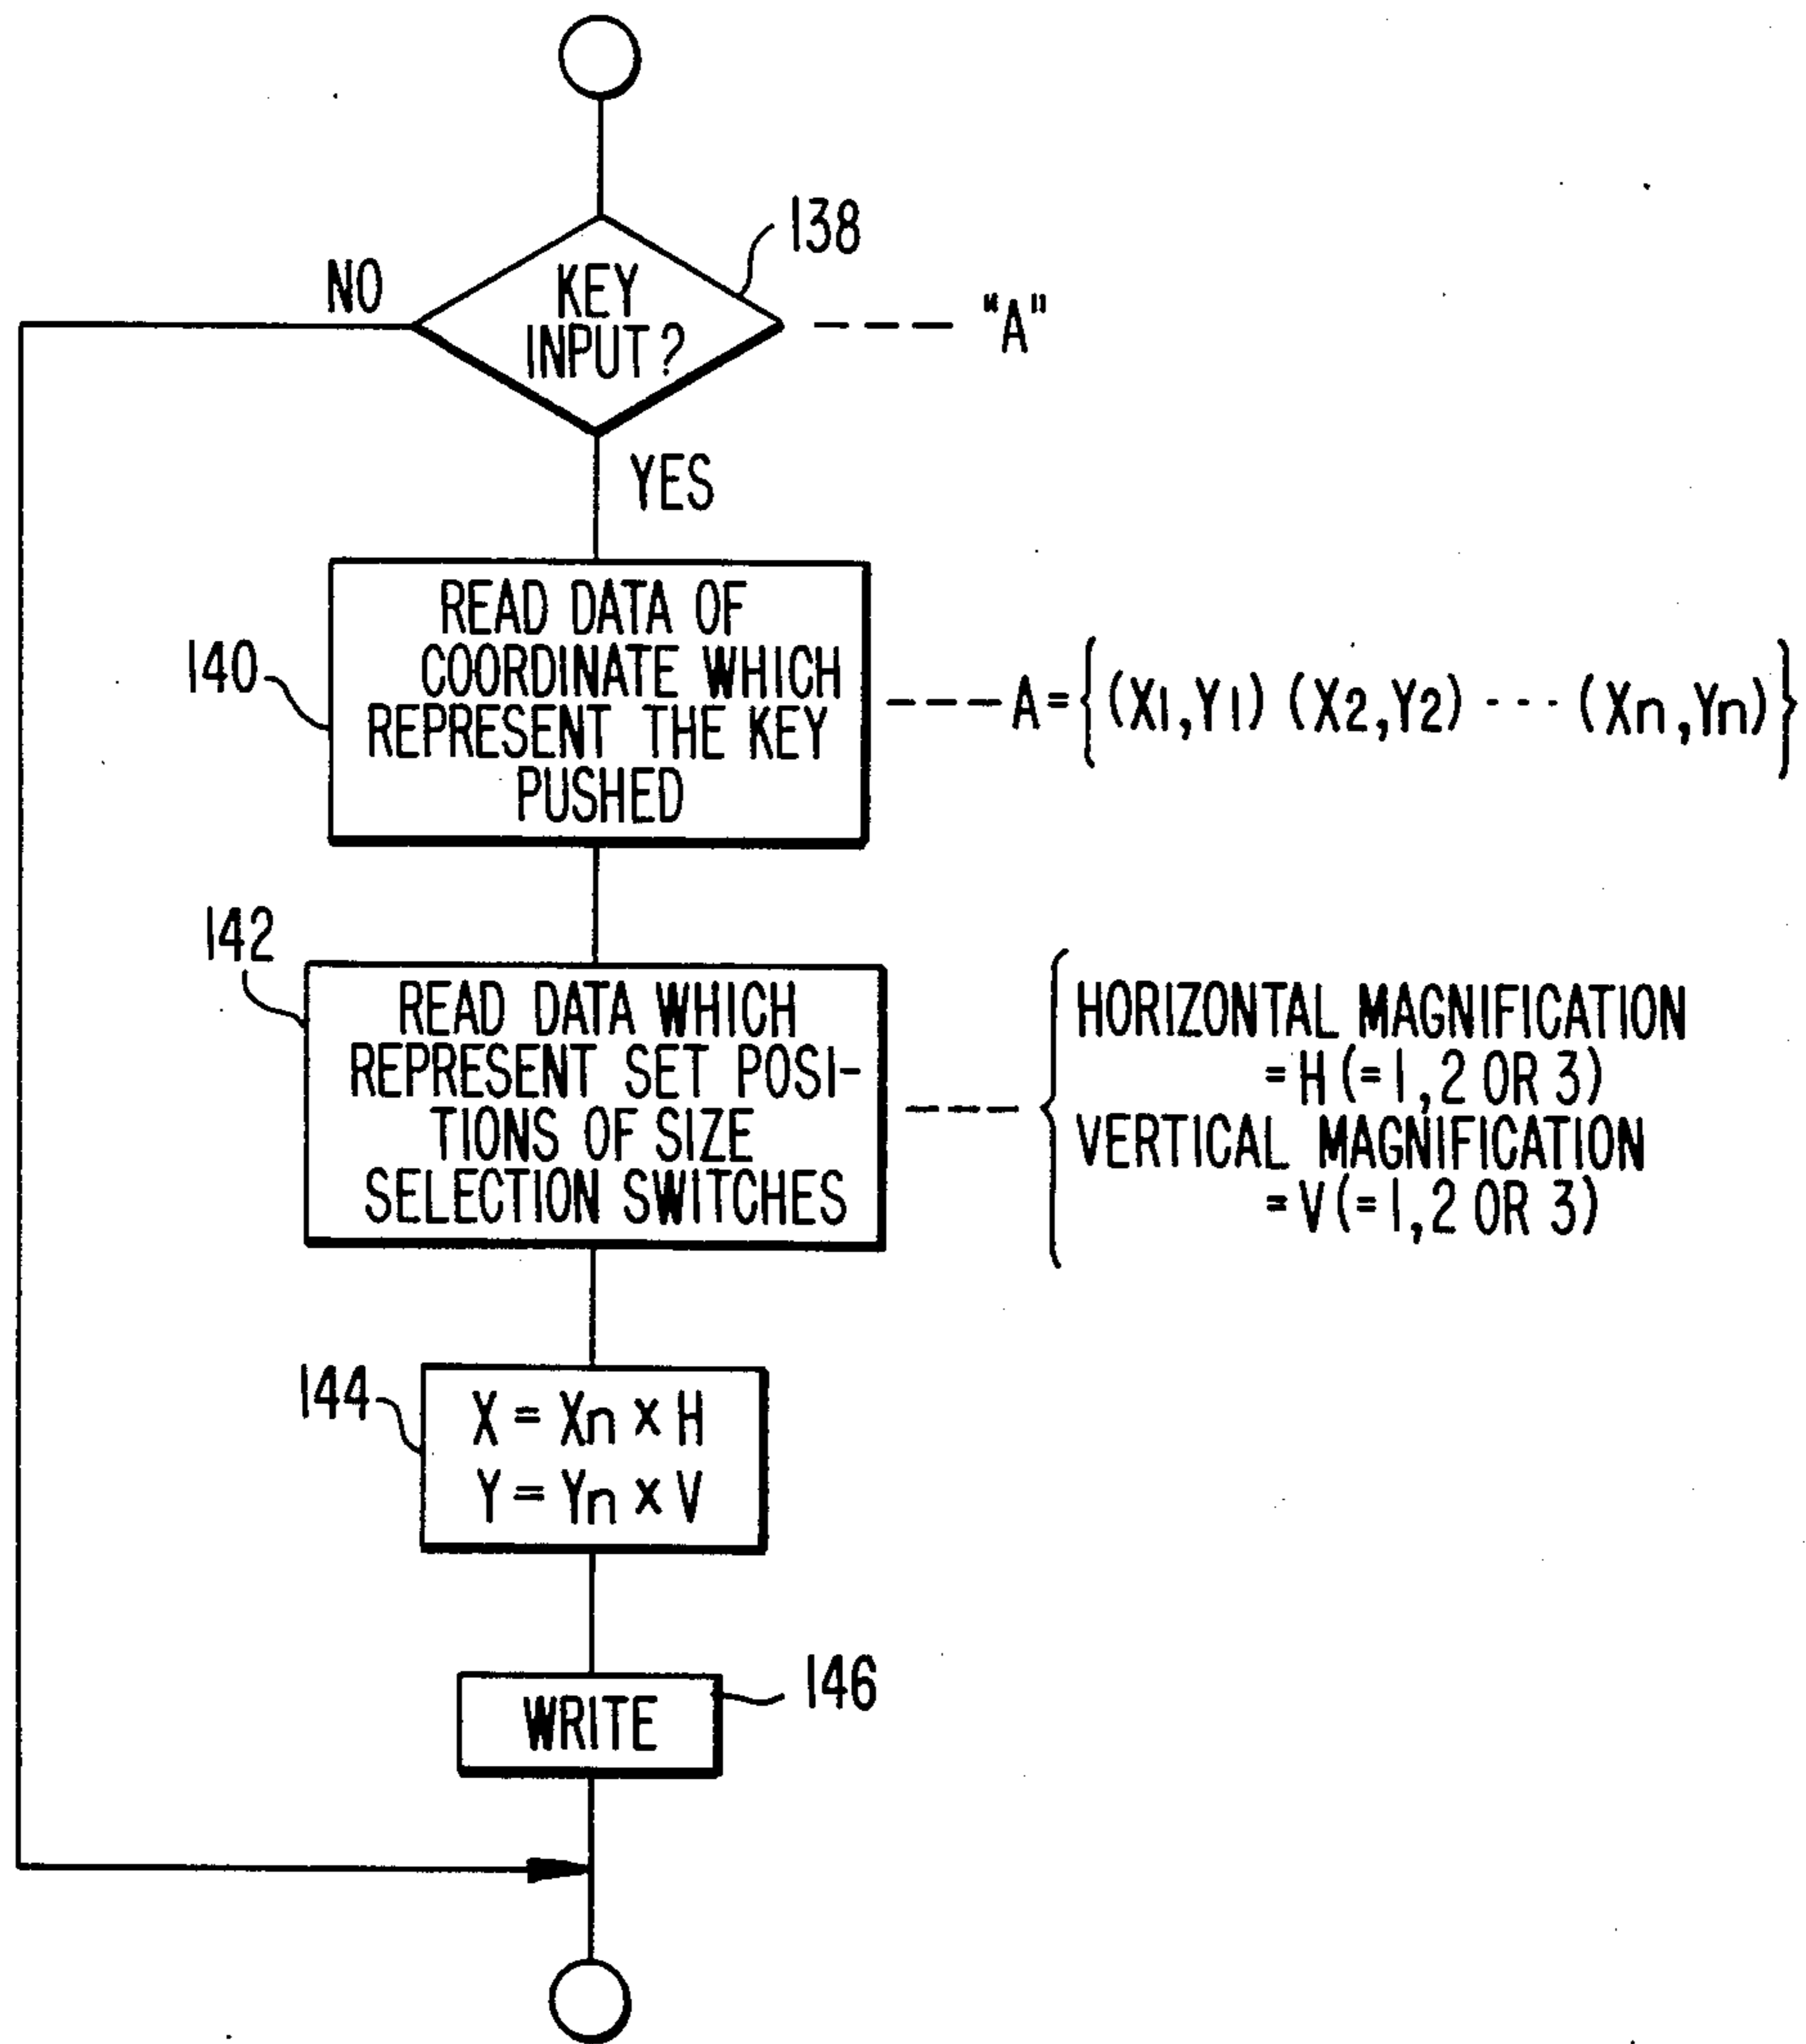 138
NO
KEY
INPUT?
"A"
YES
140
READ DATA OF
COORDINATE WHICH
REPRESENT THE KEY
PUSHED
A={(X1,Y1) (X2,Y2) --- (Xn,Yn)}
142
READ DATA WHICH
REPRESENT SET POSI-
TIONS OF SIZE
SELECTION SWITCHES
HORIZONTAL MAGNIFICATION
=H(=1,2 OR 3)
VERTICAL MAGNIFICATION
=V(=1,2 OR 3)
144
X=Xn×H
Y=Yn×V
146
WRITE